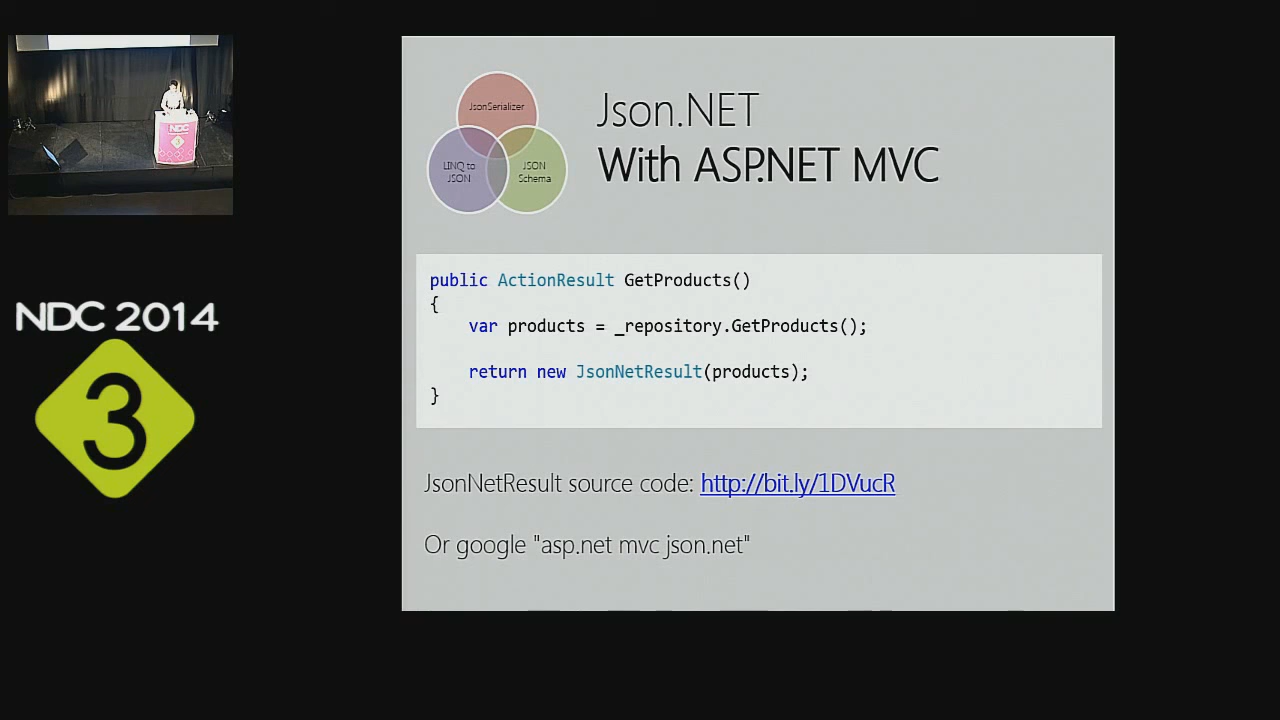 NDC
NDC 2014
3
JsonSerializer
LINQ to
JSON
JSON
Schema
Json.NET
With ASP.NET MVC
public ActionResult GetProducts()
{
var products = _repository.GetProducts();
return new JsonNetResult(products);
}
JsonNetResult source code: http://bit.ly/1DVucR
Or google "asp.net mvc json.net"